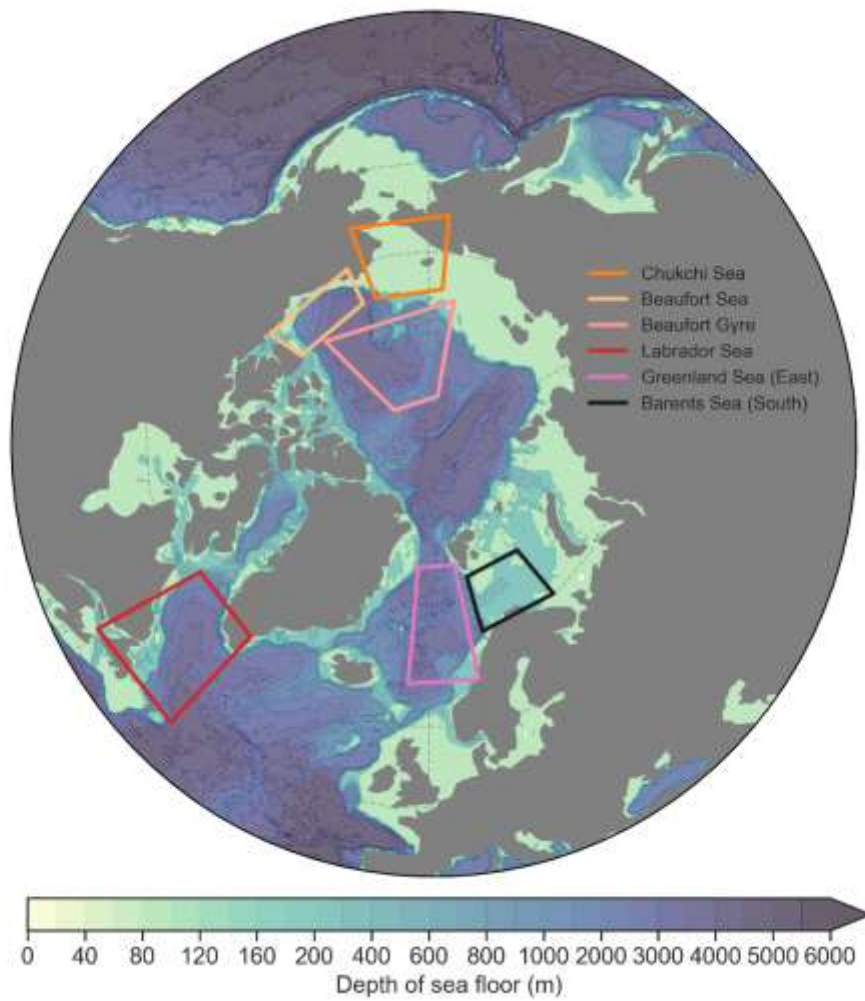 Chukchi Sea
Beaufort Sea
Beaufort Gyre
Labrador Sea
Greenland Sea (East)
Barents Sea (South)
0 40 80 120 160 200 400 600 800 1000 2000 3000 4000 5000 6000
Depth of sea floor (m)